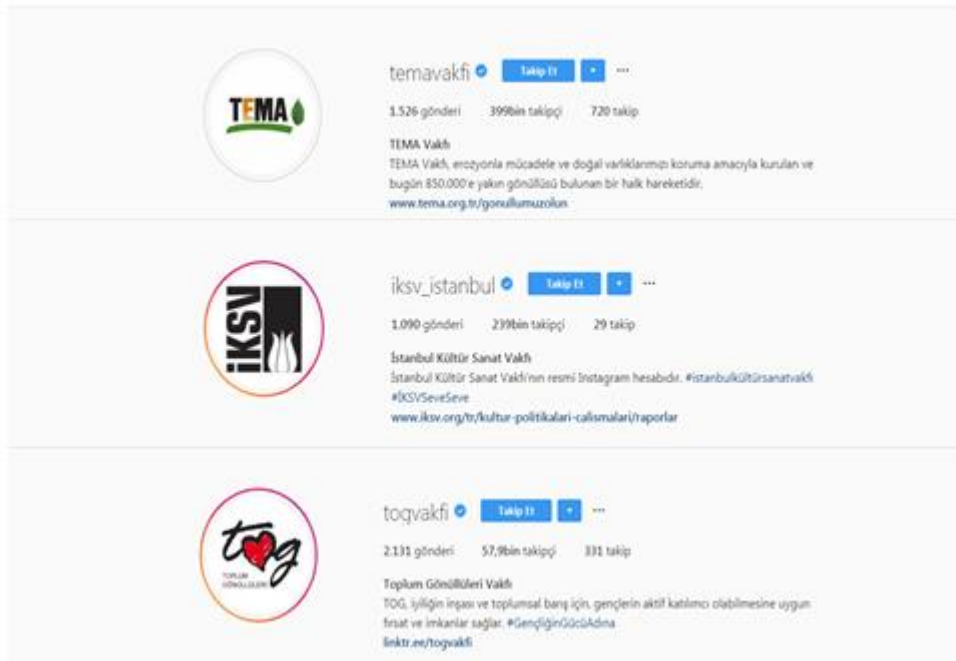 TEMA
temavakfi Takip Et
1.526 gönderi 399bin takipçi 720 takip
TEMA Vakfı
TEMA Vakfı, erozyonla mücadele ve doğal varlıklarımızı koruma amacıyla kurulan ve
bugün 850.000'e yakın gönüllüsü bulunan bir halk hareketidir.
www.tema.org.tr/gonullumuzolun
iKSV
iksv_istanbul Takip Et
1.090 gönderi 239bin takipçi 29 takip
İstanbul Kültür Sanat Vakfı
İstanbul Kültür Sanat Vakfı'nın resmi Instagram hesabıdır. #istanbulkültürsanatvakfı
#İKSVSeveSeve
www.iksv.org/tr/kultur-politikalari-calismalari/raporlar
tog
TOPLUM
GÖNÜLLÜLERİ
togvakfi Takip Et
2.131 gönderi 57,9bin takipçi 331 takip
Toplum Gönüllüleri Vakfı
TOG, iyiliğin inşası ve toplumsal barış için, gençlerin aktif katılımcı olabilmesine uygun
fırsat ve imkanlar sağlar. #GençliğinGücüAdına
linktr.ee/togvakfi